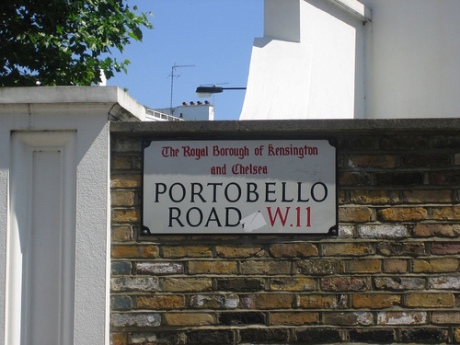 The Royal Borough of Kensington
and Chelsea
PORTOBELLO
ROAD, W.11